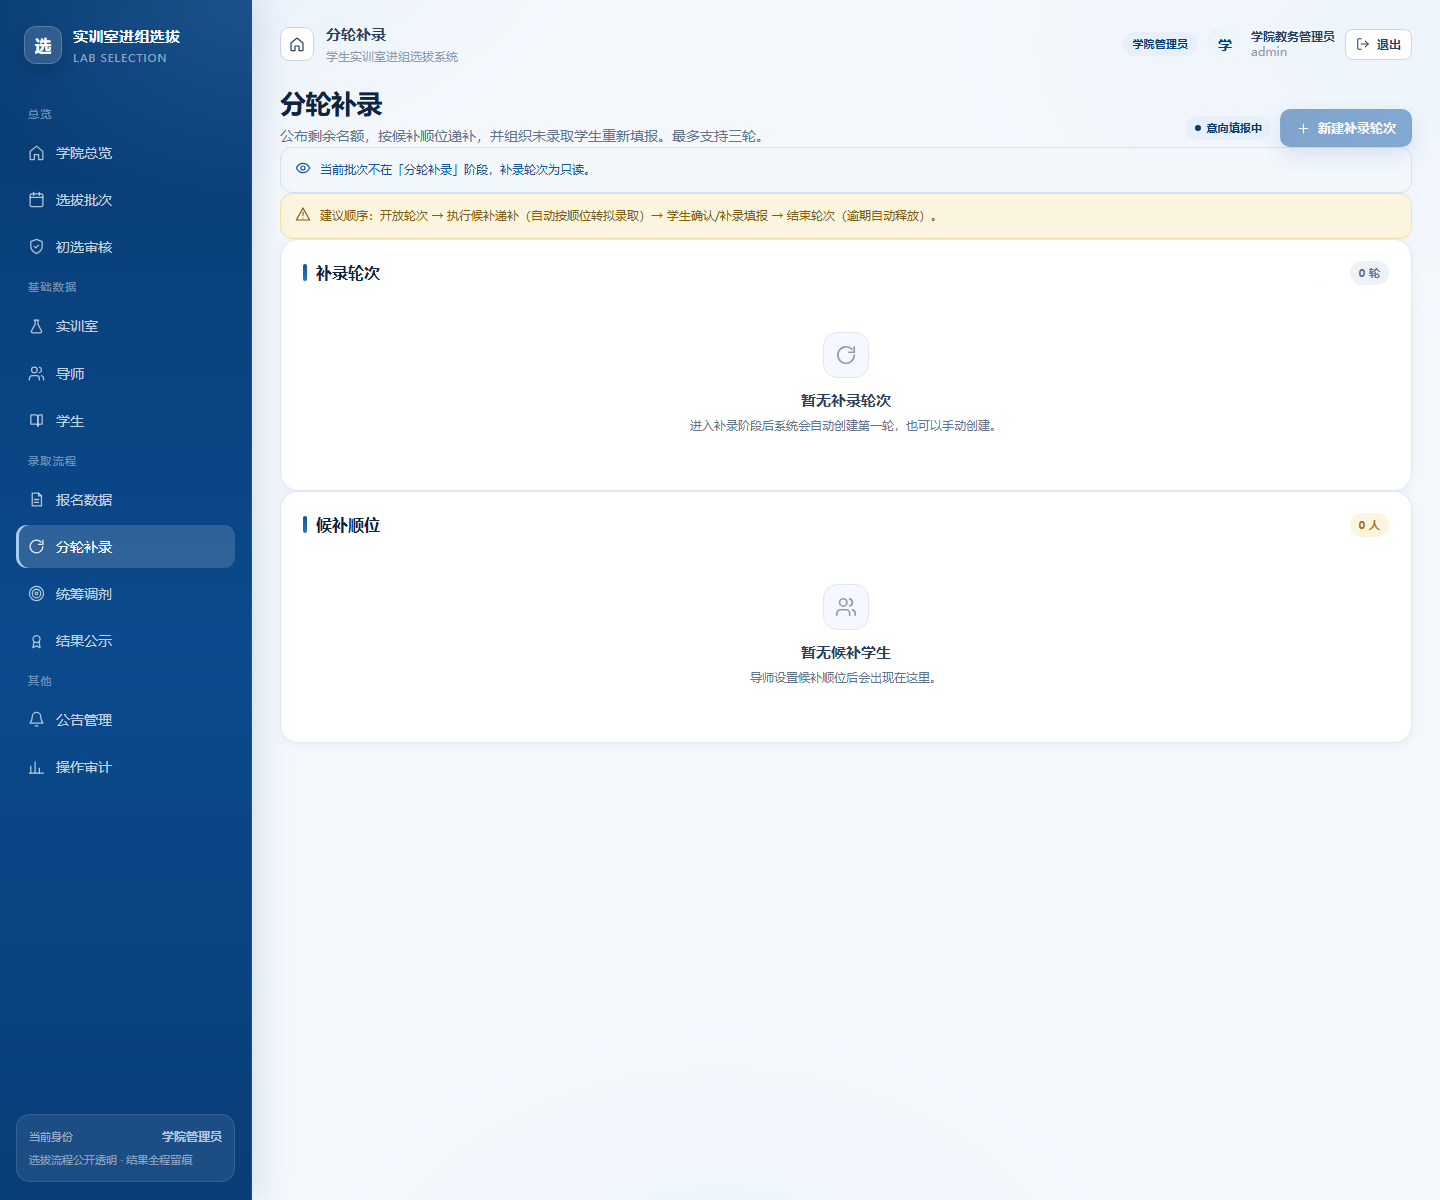 选
实训室进组选拔
LAB SELECTION
总览
学院总览
选拔批次
初选审核
基础数据
实训室
导师
学生
录取流程
报名数据
分轮补录
统筹调剂
结果公示
其他
公告管理
操作审计
当前身份 学院管理员
选拔流程公开透明 · 结果全程留痕
分轮补录
学生实训室进组选拔系统
学院管理员
学
学院教务管理员
admin
退出
分轮补录
公布剩余名额，按候补顺位递补，并组织未录取学生重新填报。最多支持三轮。
意向填报中
新建补录轮次
当前批次不在「分轮补录」阶段，补录轮次为只读。
建议顺序：开放轮次 → 执行候补递补（自动按顺位转拟录取）→ 学生确认/补录填报 → 结束轮次（逾期自动释放）。
补录轮次
0 轮
暂无补录轮次
进入补录阶段后系统会自动创建第一轮，也可以手动创建。
候补顺位
0 人
暂无候补学生
导师设置候补顺位后会出现在这里。